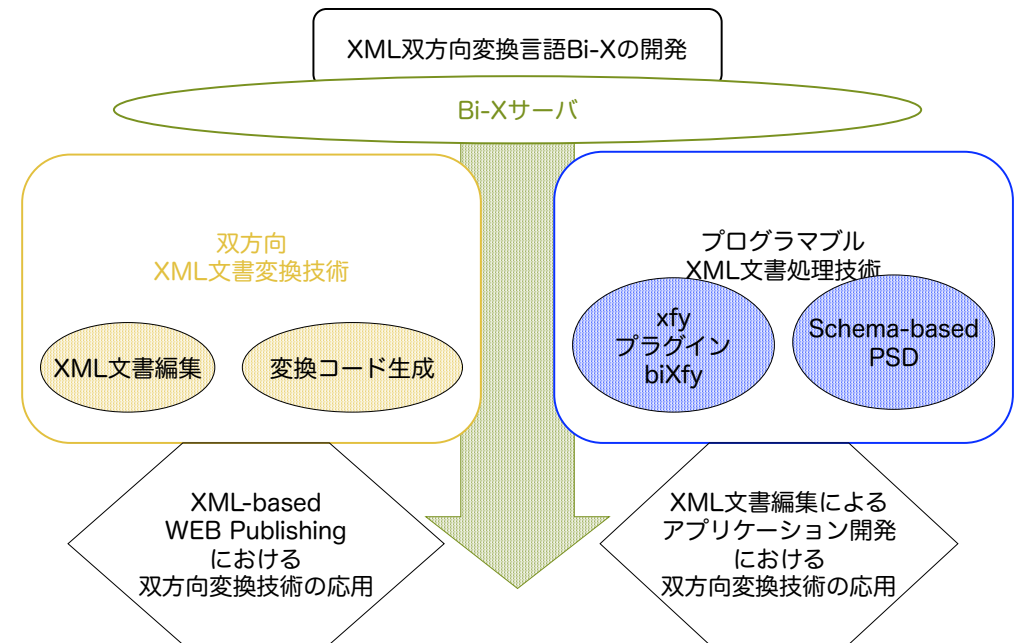 XML双方向変換言語Bi-Xの開発
Bi-Xサーバ
双方向
XML文書変換技術
XML文書編集
変換コード生成
プログラマブル
XML文書処理技術
xfy
プラグイン
biXfy
Schema-based
PSD
XML-based
WEB Publishing
における
双方向変換技術の応用
XML文書編集による
アプリケーション開発
における
双方向変換技術の応用